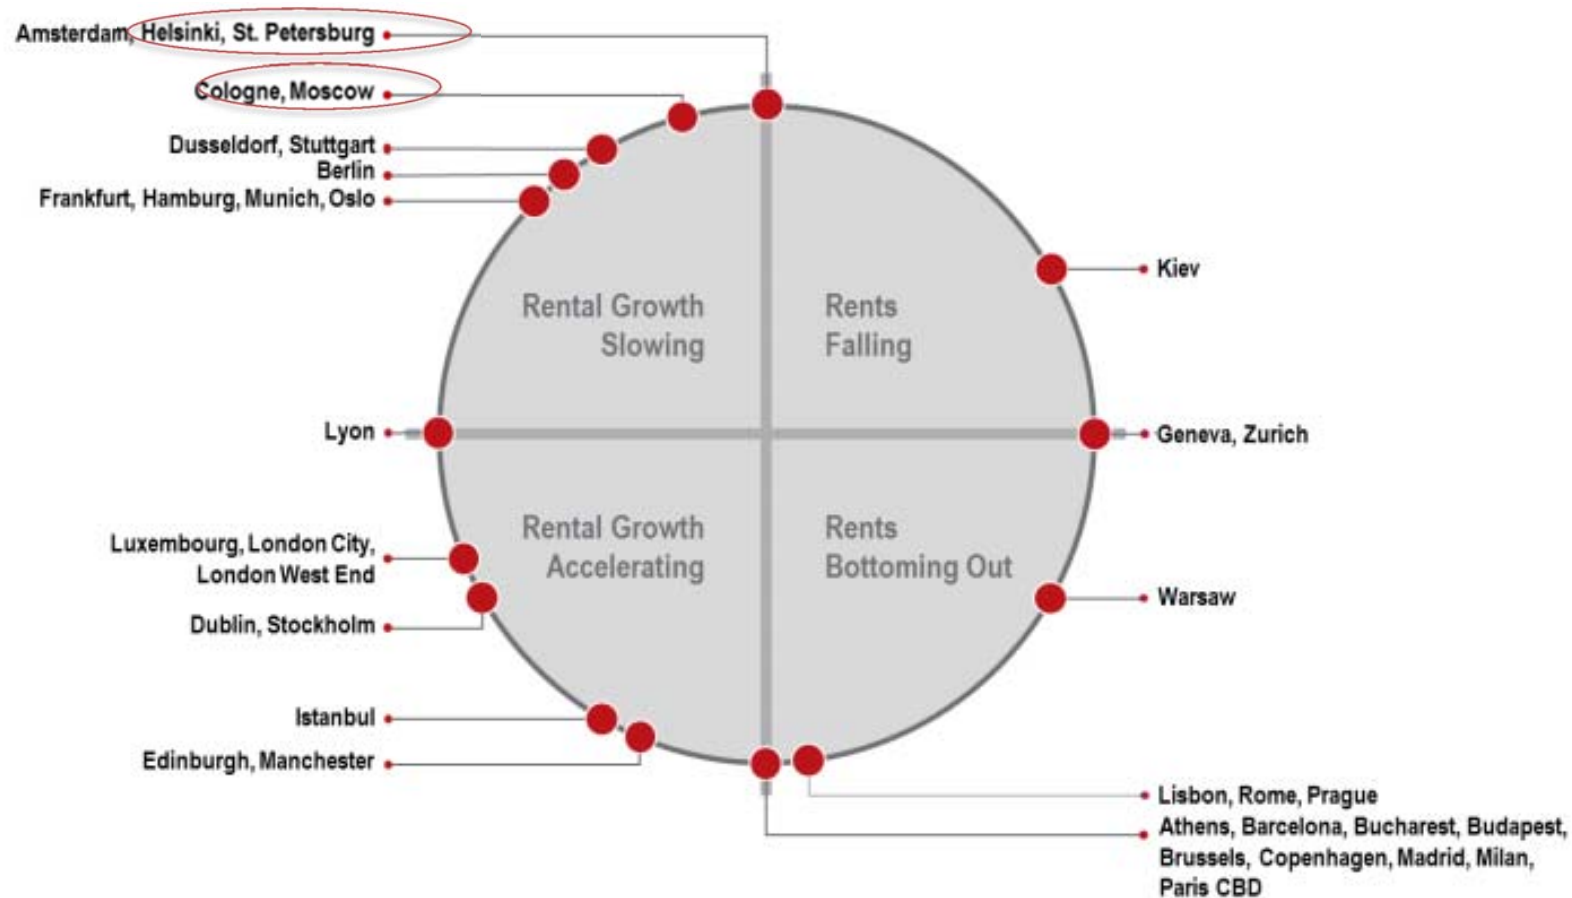 Amsterdam, Helsinki, St. Petersburg
Cologne, Moscow
Dusseldorf, Stuttgart
Berlin
Frankfurt, Hamburg, Munich, Oslo
Kiev
Rental Growth
Slowing
Rents
Falling
Lyon
Geneva, Zurich
Rental Growth
Accelerating
Rents
Bottoming Out
Luxembourg, London City,
London West End
Dublin, Stockholm
Warsaw
Istanbul
Edinburgh, Manchester
Lisbon, Rome, Prague
Athens, Barcelona, Bucharest, Budapest,
Brussels, Copenhagen, Madrid, Milan,
Paris CBD